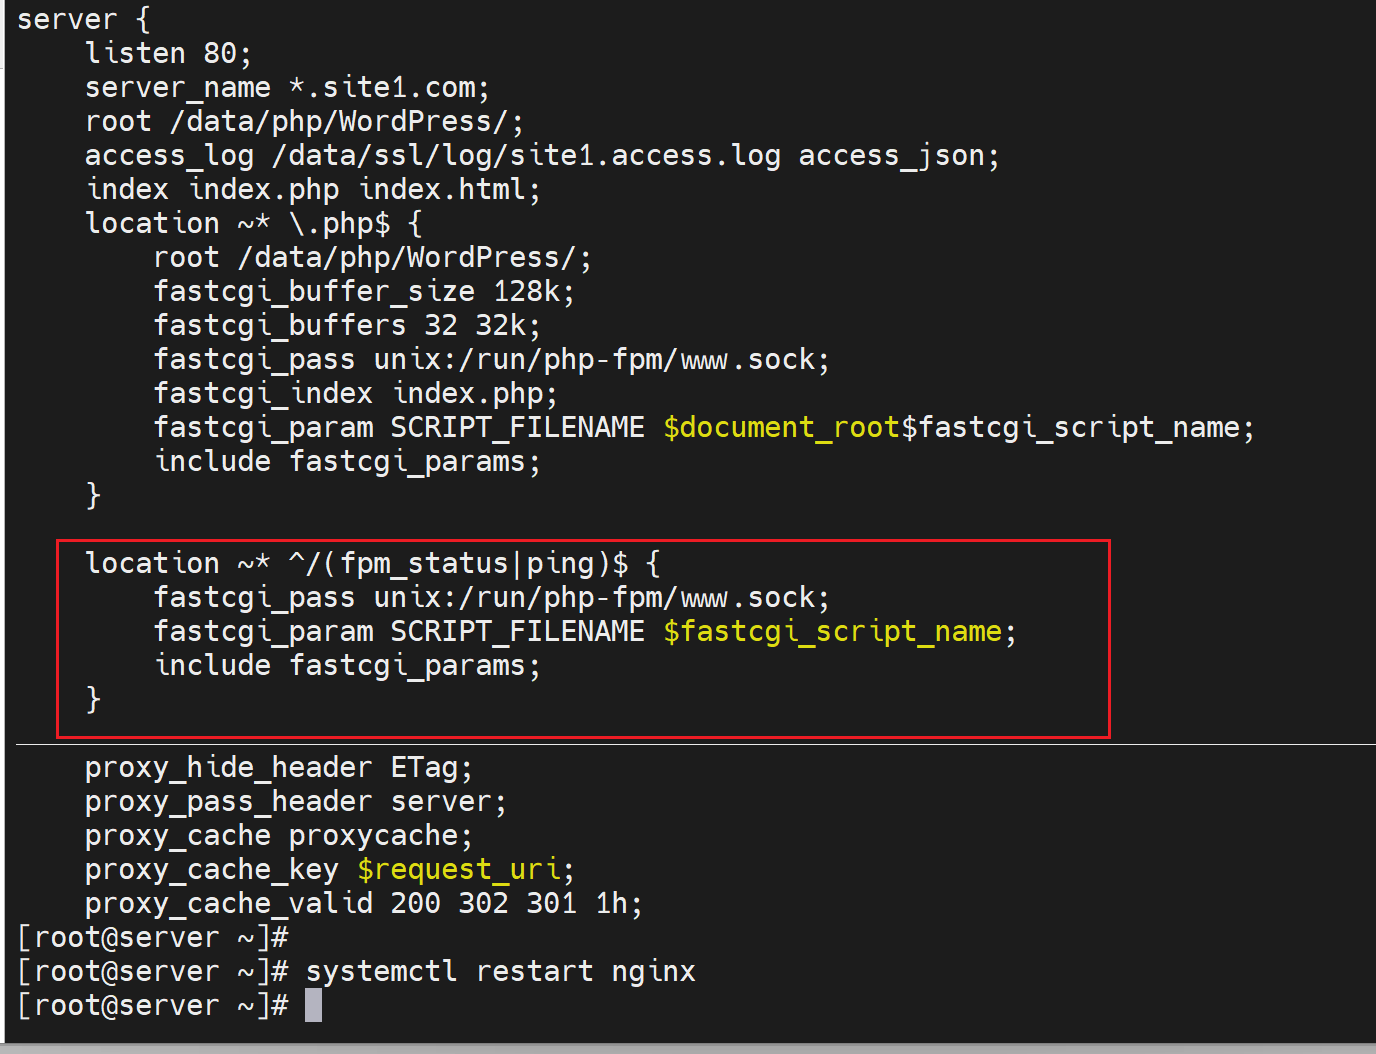 server {
    listen 80;
    server_name *.site1.com;
    root /data/php/WordPress/;
    access_log /data/ssl/log/site1.access.log access_json;
    index index.php index.html;
    location ~* \.php$ {
        root /data/php/WordPress/;
        fastcgi_buffer_size 128k;
        fastcgi_buffers 32 32k;
        fastcgi_pass unix:/run/php-fpm/www.sock;
        fastcgi_index index.php;
        fastcgi_param SCRIPT_FILENAME $document_root$fastcgi_script_name;
        include fastcgi_params;
    }
    location ~* ^/(fpm_status|ping)$ {
        fastcgi_pass unix:/run/php-fpm/www.sock;
        fastcgi_param SCRIPT_FILENAME $fastcgi_script_name;
        include fastcgi_params;
    }
    proxy_hide_header ETag;
    proxy_pass_header server;
    proxy_cache proxycache;
    proxy_cache_key $request_uri;
    proxy_cache_valid 200 302 301 1h;
[root@server ~]#
[root@server ~]# systemctl restart nginx
[root@server ~]#